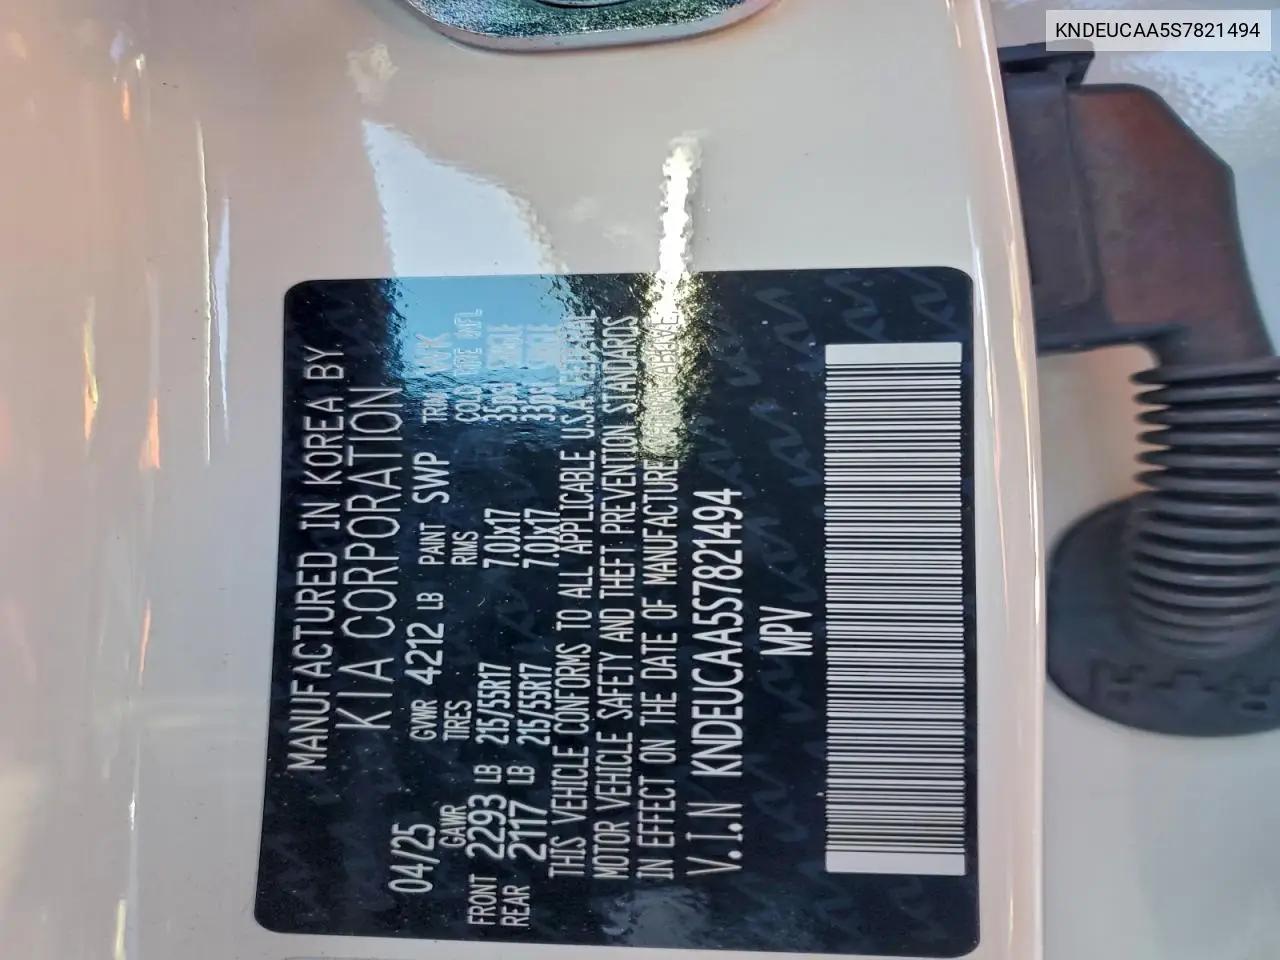 KNDEUCAA5S7821494
MANUFACTURED IN KOREA BY
KIA CORPORATION
04/25 GVWR 4212 LB PAINT SWP
GAWR TIRES RIMS COLD
FRONT 2293 LB 215/55R17 7.0Jx17
REAR 2117 LB 215/55R17 7.0Jx17
THIS VEHICLE CONFORMS TO ALL APPLICABLE U.S.A.
MOTOR VEHICLE SAFETY AND THEFT PREVENTION STANDARDS
IN EFFECT ON THE DATE OF MANUFACTURE
V.I.N KNDEUCAA5S7821494
MPV